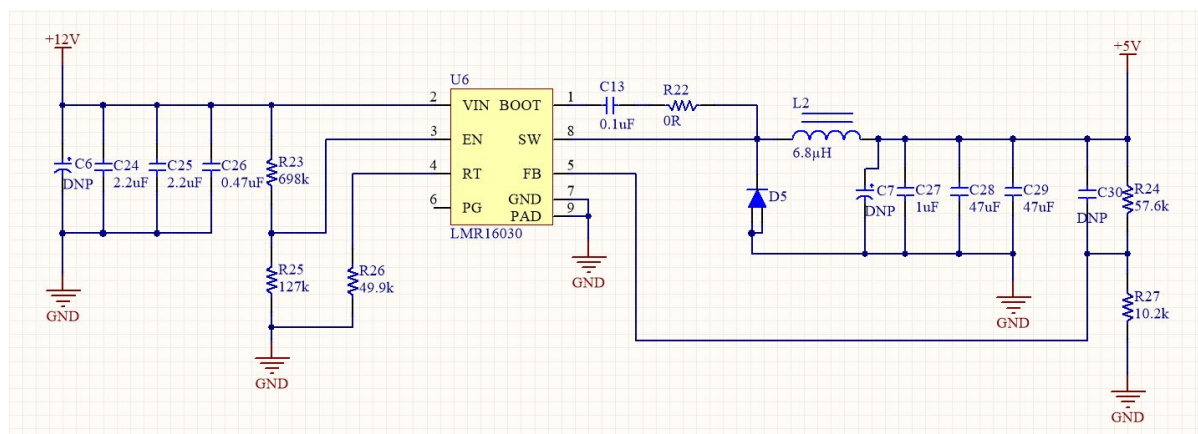 +12V
+5V
U6
C13
R22
L2
2
VIN
BOOT
1
0.1uF
0R
3
EN
SW
8
6.8µH
C6
DNP
C24
2.2uF
C25
2.2uF
C26
0.47uF
R23
698k
4
RT
FB
5
6
PG
GND
7
PAD
9
LMR16030
D5
C7
DNP
C27
1uF
C28
47uF
C29
47uF
C30
DNP
R24
57.6k
R25
127k
R26
49.9k
GND
GND
GND
GND
R27
10.2k
GND